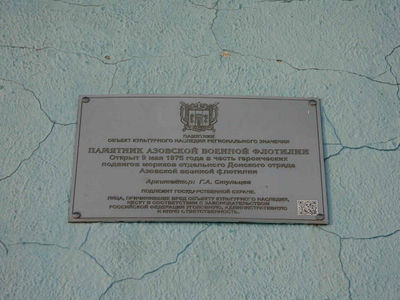 ПАМЯТНИК
ОБЪЕКТ КУЛЬТУРНОГО НАСЛЕДИЯ РЕГИОНАЛЬНОГО ЗНАЧЕНИЯ
ПАМЯТНИК АЗОВСКОЙ ВОЕННОЙ ФЛОТИЛИИ
Открыт 9 мая 1975 года в честь героических
подвигов моряков отдельного Донского отряда
Азовской военной флотилии
Архитектор: Г.А.
ПОДЛЕЖИТ ГОСУДАРСТВЕННОЙ ОХРАНЕ.
ЛИЦА, ПРИЧИНИВШИЕ ВРЕД ОБЪЕКТУ КУЛЬТУРНОГО НАСЛЕДИЯ,
НЕСУТ В СООТВЕТСТВИИ С ЗАКОНОДАТЕЛЬСТВОМ
РОССИЙСКОЙ ФЕДЕРАЦИИ УГОЛОВНУЮ, АДМИНИСТРАТИВНУЮ
И ИНУЮ ОТВЕТСТВЕННОСТЬ.